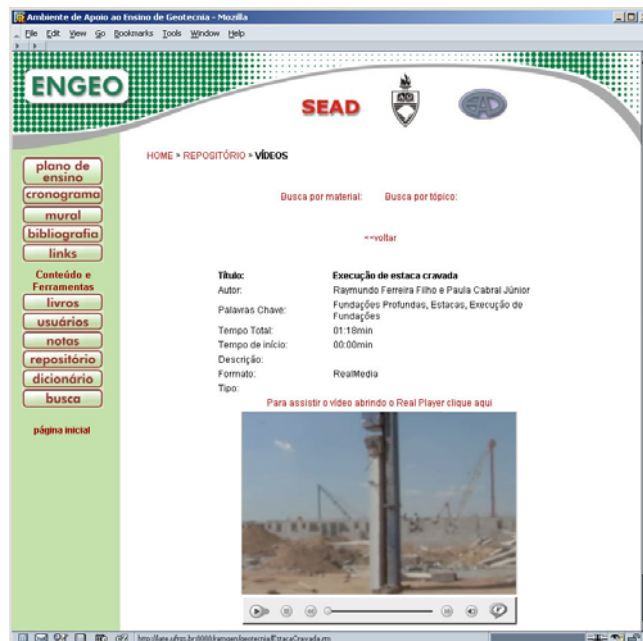 Ambiente de Apoio ao Ensino de Geotecnia - Mozilla
File Edit View Go Bookmarks Tools Window Help
ENGEO
SEAD
EAD
HOME > REPOSITÓRIO > VÍDEOS
Busca por material: Busca por tópico:
<<voltar
plano de
ensino
cronograma
mural
bibliografia
links
Conteúdo e
Ferramentas
livros
usuários
notas
repositório
dicionário
busca
página inicial
Título: Execução de estaca cravada
Autor: Raymundo Ferreira Filho e Paula Cabral Júnior
Palavras Chave: Fundações Profundas, Estacas, Execução de
Fundações
Tempo Total: 01:18min
Tempo de início: 00:00min
Descrição:
Formato: RealMedia
Tipo:
Para assistir o vídeo abrindo o Real Player clique aqui